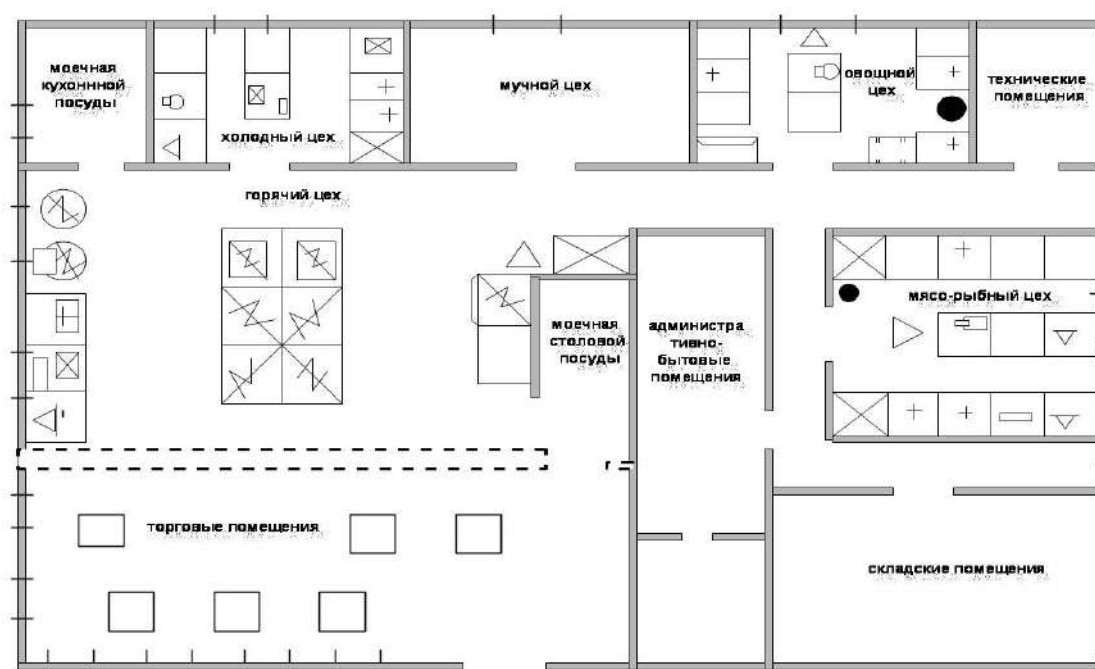 моечная
кухоннной
посуды
холодный цех
мучной цех
овощной
цех
технические
помещения
горячий цех
моечная
столовой
посуды
администра
тивно-
бытовые
помещения
мясо-рыбный цех
торговые помещения
складские помещения